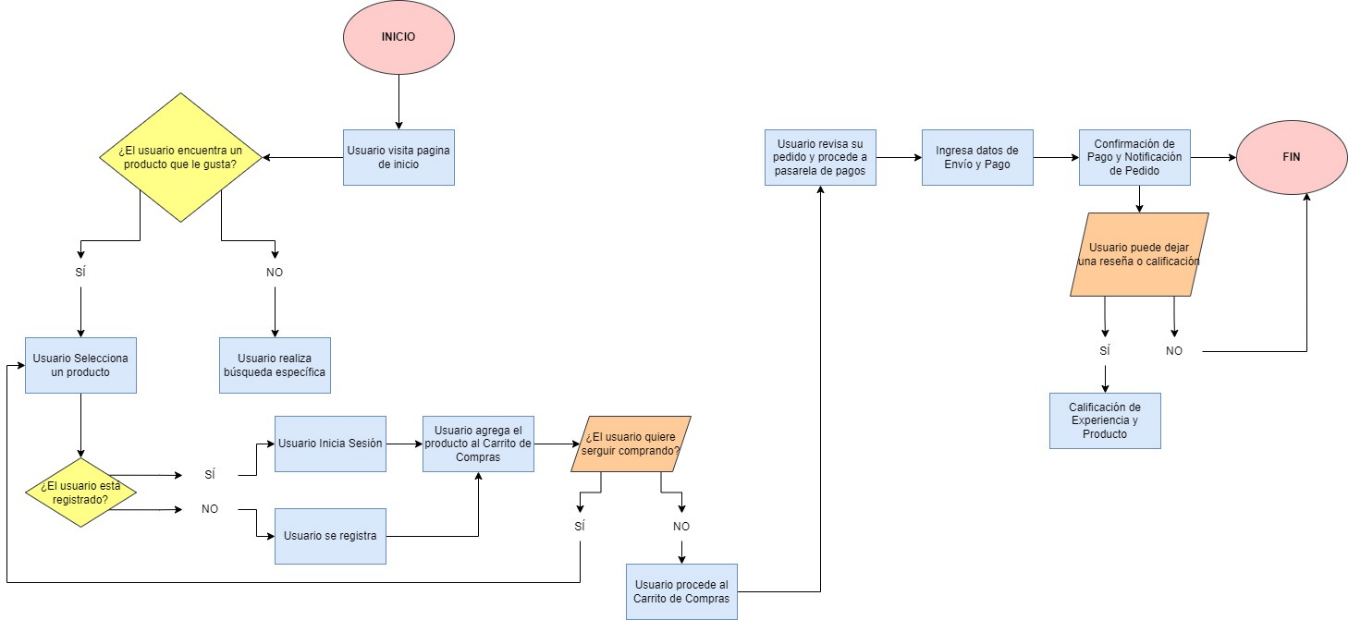 INICIO
Usuario visita pagina
de inicio
¿El usuario encuentra un
producto que le gusta?
SÍ
NO
Usuario Selecciona
un producto
Usuario realiza
búsqueda específica
¿El usuario está
registrado?
SÍ
NO
Usuario Inicia Sesión
Usuario se registra
Usuario agrega el
producto al Carrito de
Compras
¿El usuario quiere
serguir comprando?
SÍ
NO
Usuario procede al
Carrito de Compras
Usuario revisa su
pedido y procede a
pasarela de pagos
Ingresa datos de
Envío y Pago
Confirmación de
Pago y Notificación
de Pedido
FIN
Usuario puede dejar
una reseña o calificación
SÍ
NO
Calificación de
Experiencia y
Producto